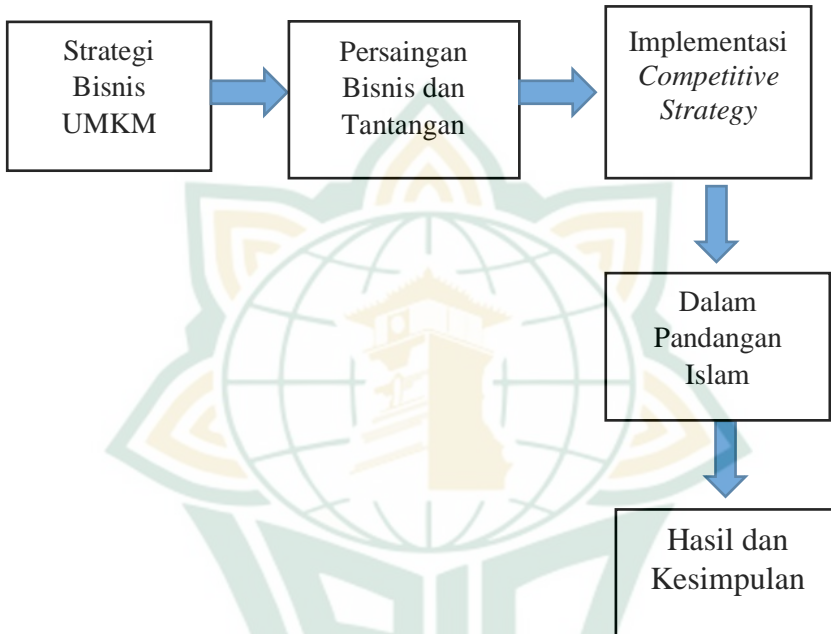 Strategi
Bisnis
UMKM
Persaingan
Bisnis dan
Tantangan
Implementasi
Competitive
Strategy
Dalam
Pandangan
Islam
Hasil dan
Kesimpulan